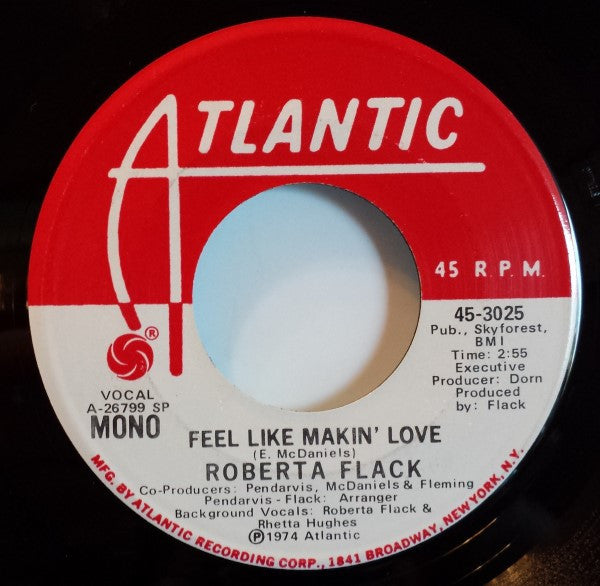 ATLANTIC
45 R.P.M.
®
VOCAL
A-26799 SP
MONO
45-3025
Pub., Skyforest,
BMI
Time: 2:55
Executive
Producer: Dorn
Produced
by: Flack
FEEL LIKE MAKIN' LOVE
(E. McDaniels)
ROBERTA FLACK
Co-Producers: Pendarvis, McDaniels & Fleming
Pendarvis - Flack: Arranger
Background Vocals: Roberta Flack &
Rhetta Hughes
℗1974 Atlantic
MFG. BY ATLANTIC RECORDING CORP., 1841 BROADWAY, NEW YORK, N.Y.